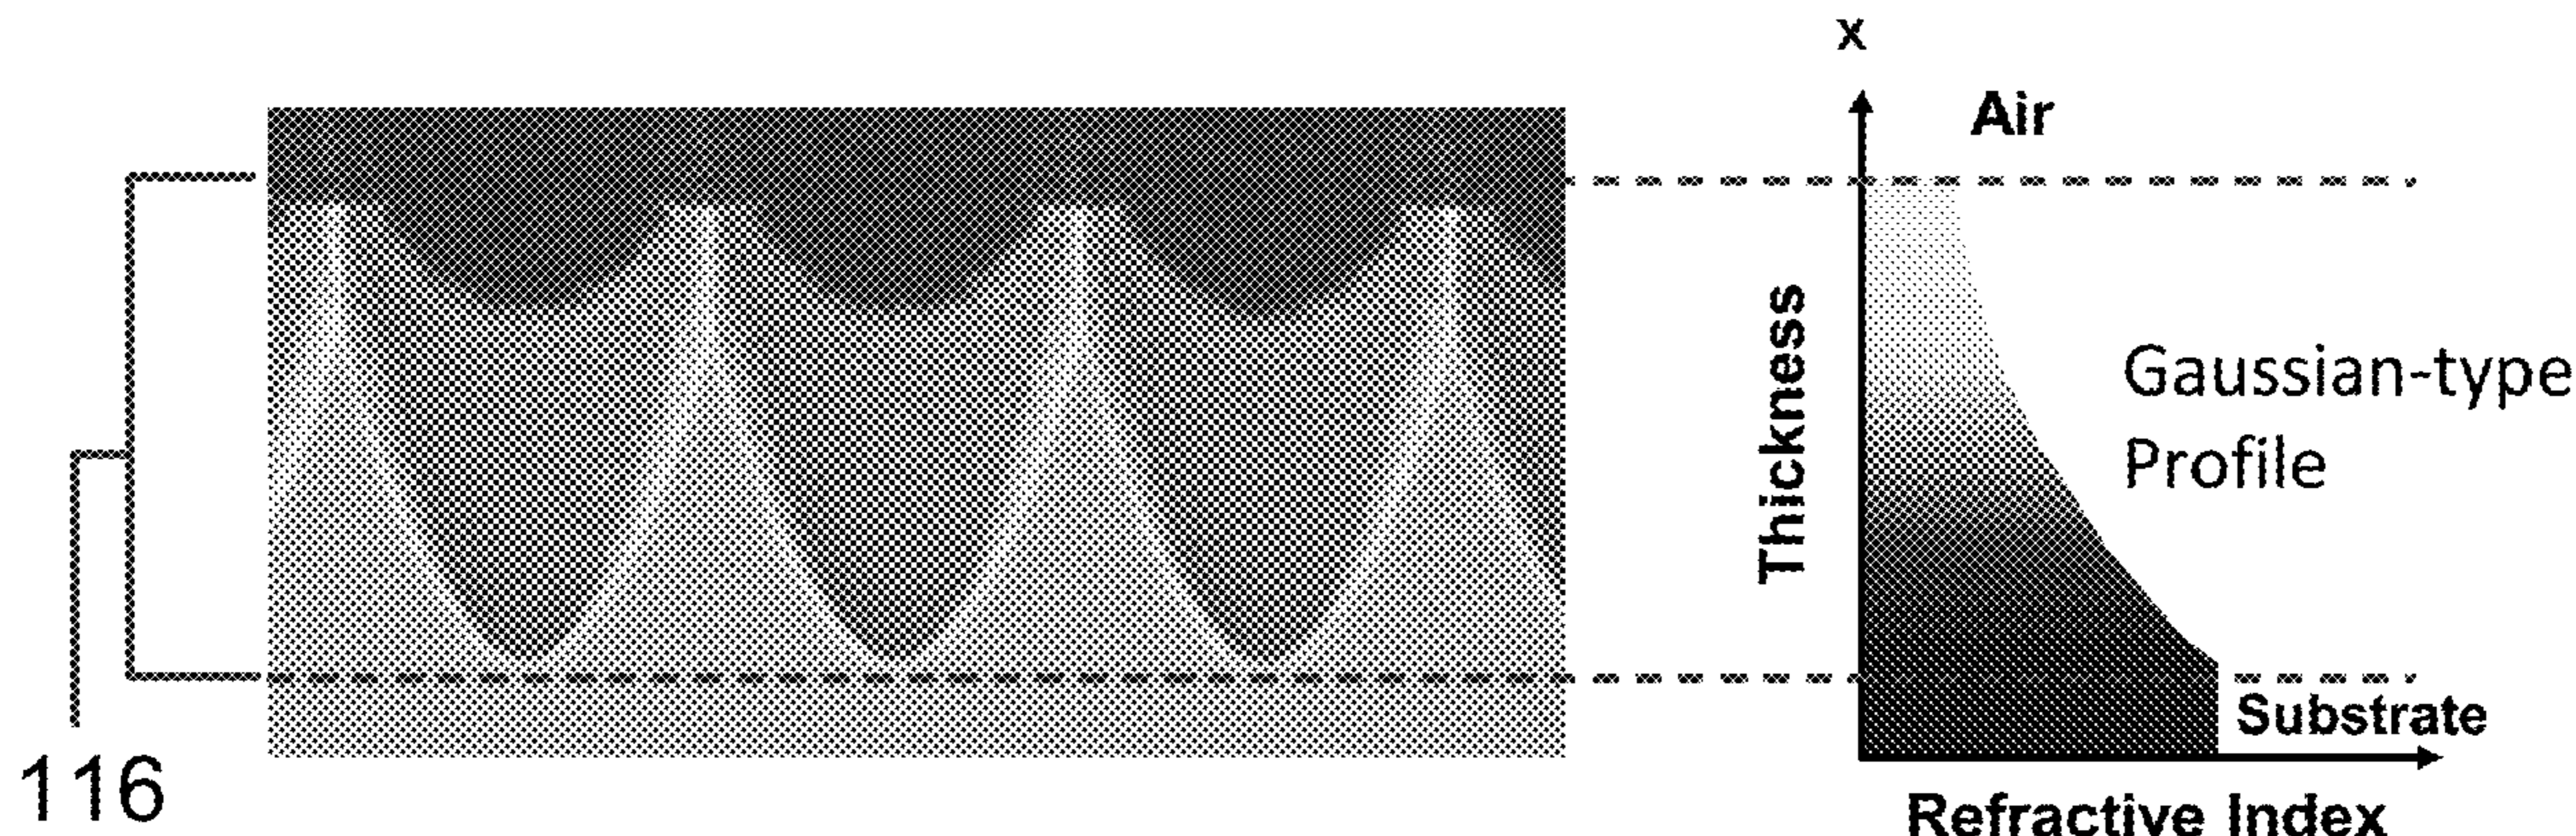 x
Air
Thickness
Gaussian-type
Profile
Substrate
Refractive Index
116